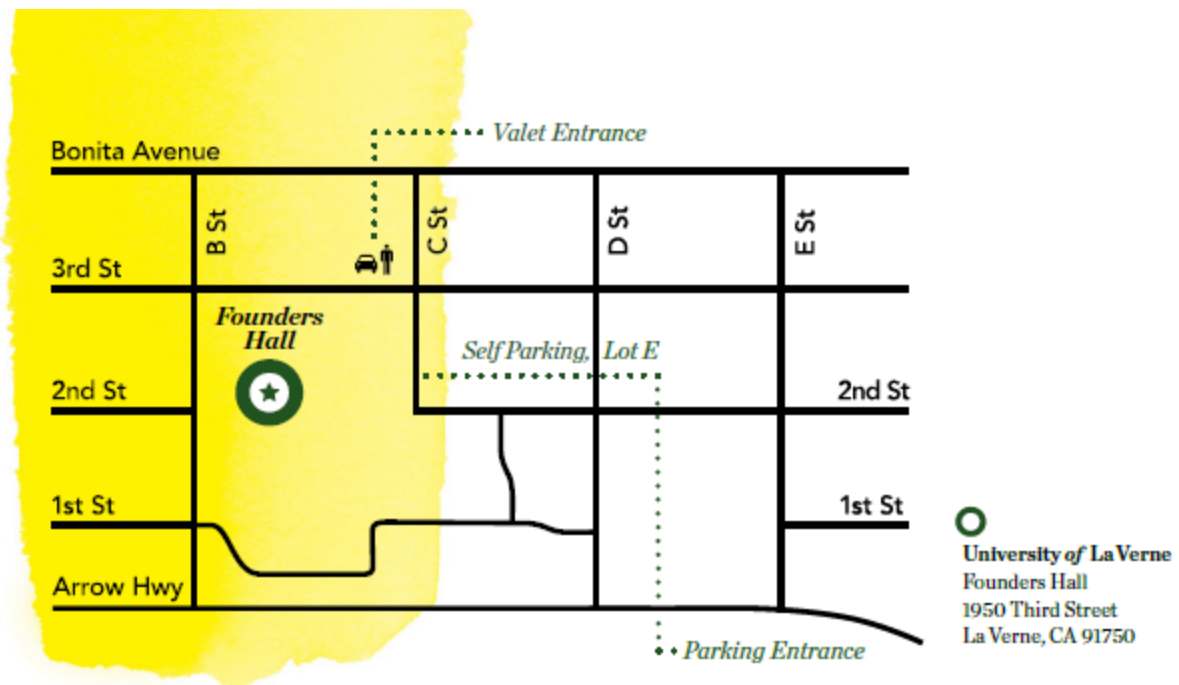 Valet Entrance
Bonita Avenue
B St
C St
D St
E St
3rd St
Founders
Hall
Self Parking, Lot E
2nd St
2nd St
1st St
1st St
Arrow Hwy
Parking Entrance
University of La Verne
Founders Hall
1950 Third Street
La Verne, CA 91750